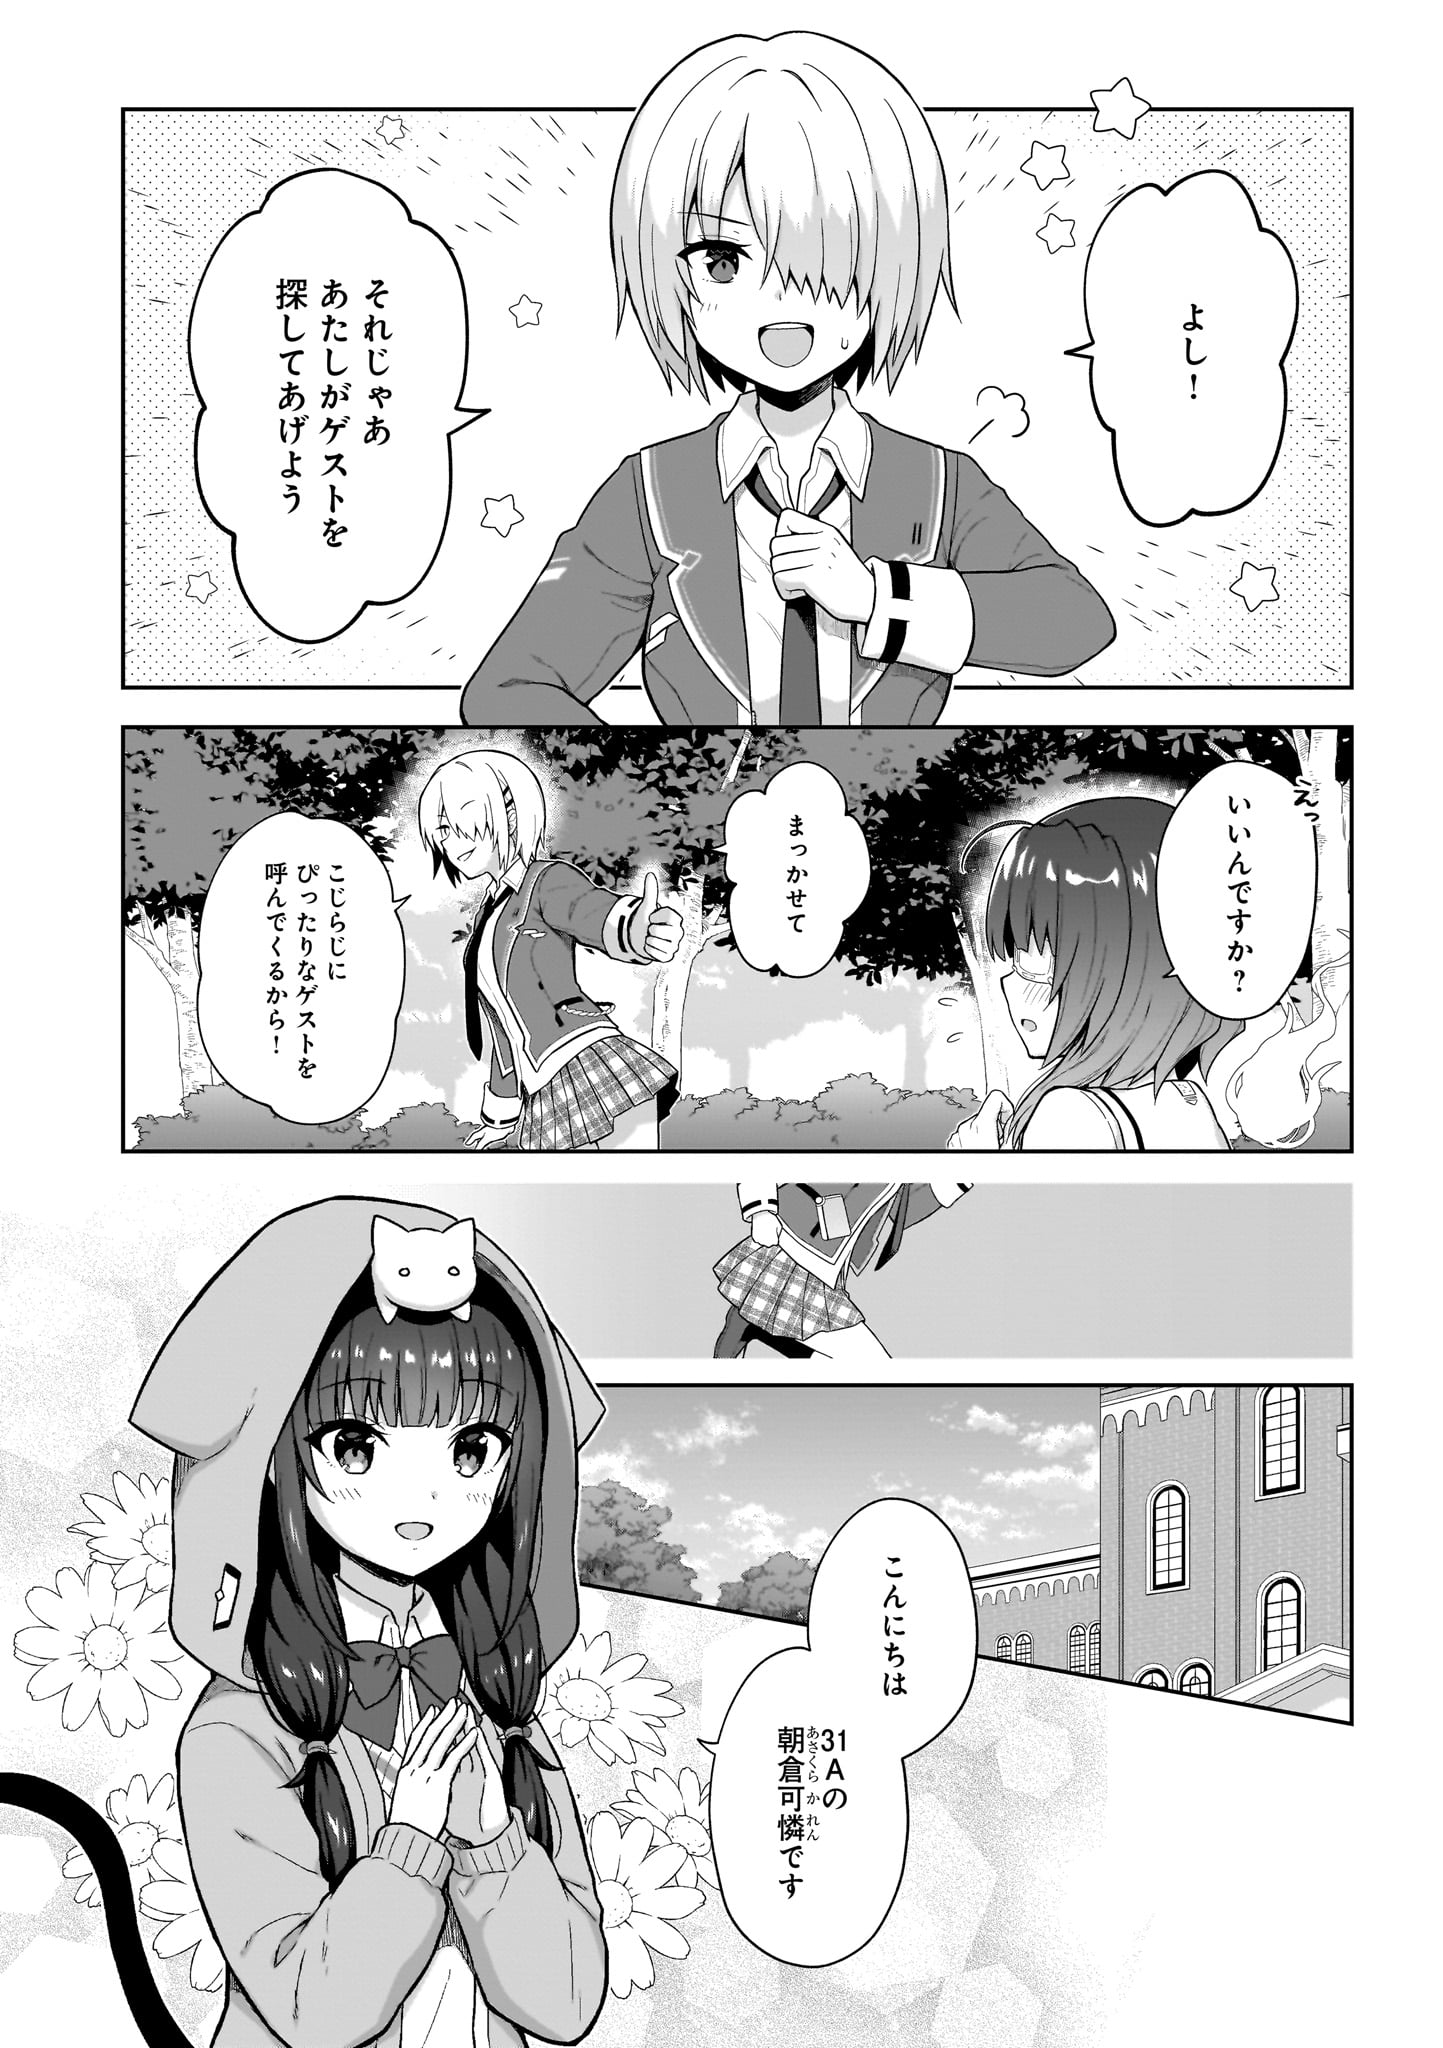 よし！
それじゃあ
あたしがゲストを
探してあげよう
えっ
いいんですか？
まっかせて
こじらじに
ぴったりなゲストを
呼んでくるから！
こんにちは
31Aの
朝倉可憐です
あさくらかれん